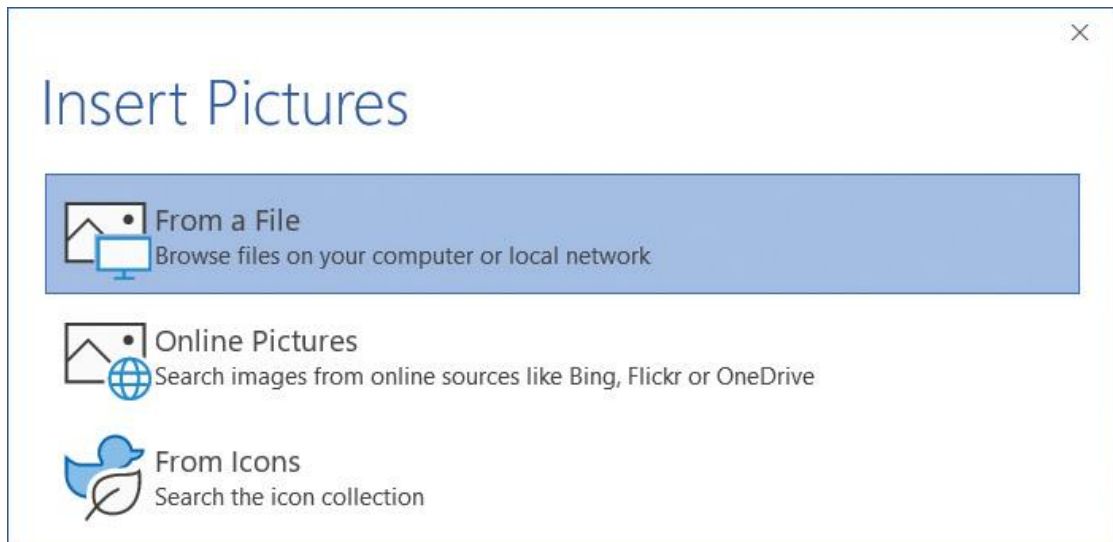 Insert Pictures
From a File
Browse files on your computer or local network
Online Pictures
Search images from online sources like Bing, Flickr or OneDrive
From Icons
Search the icon collection